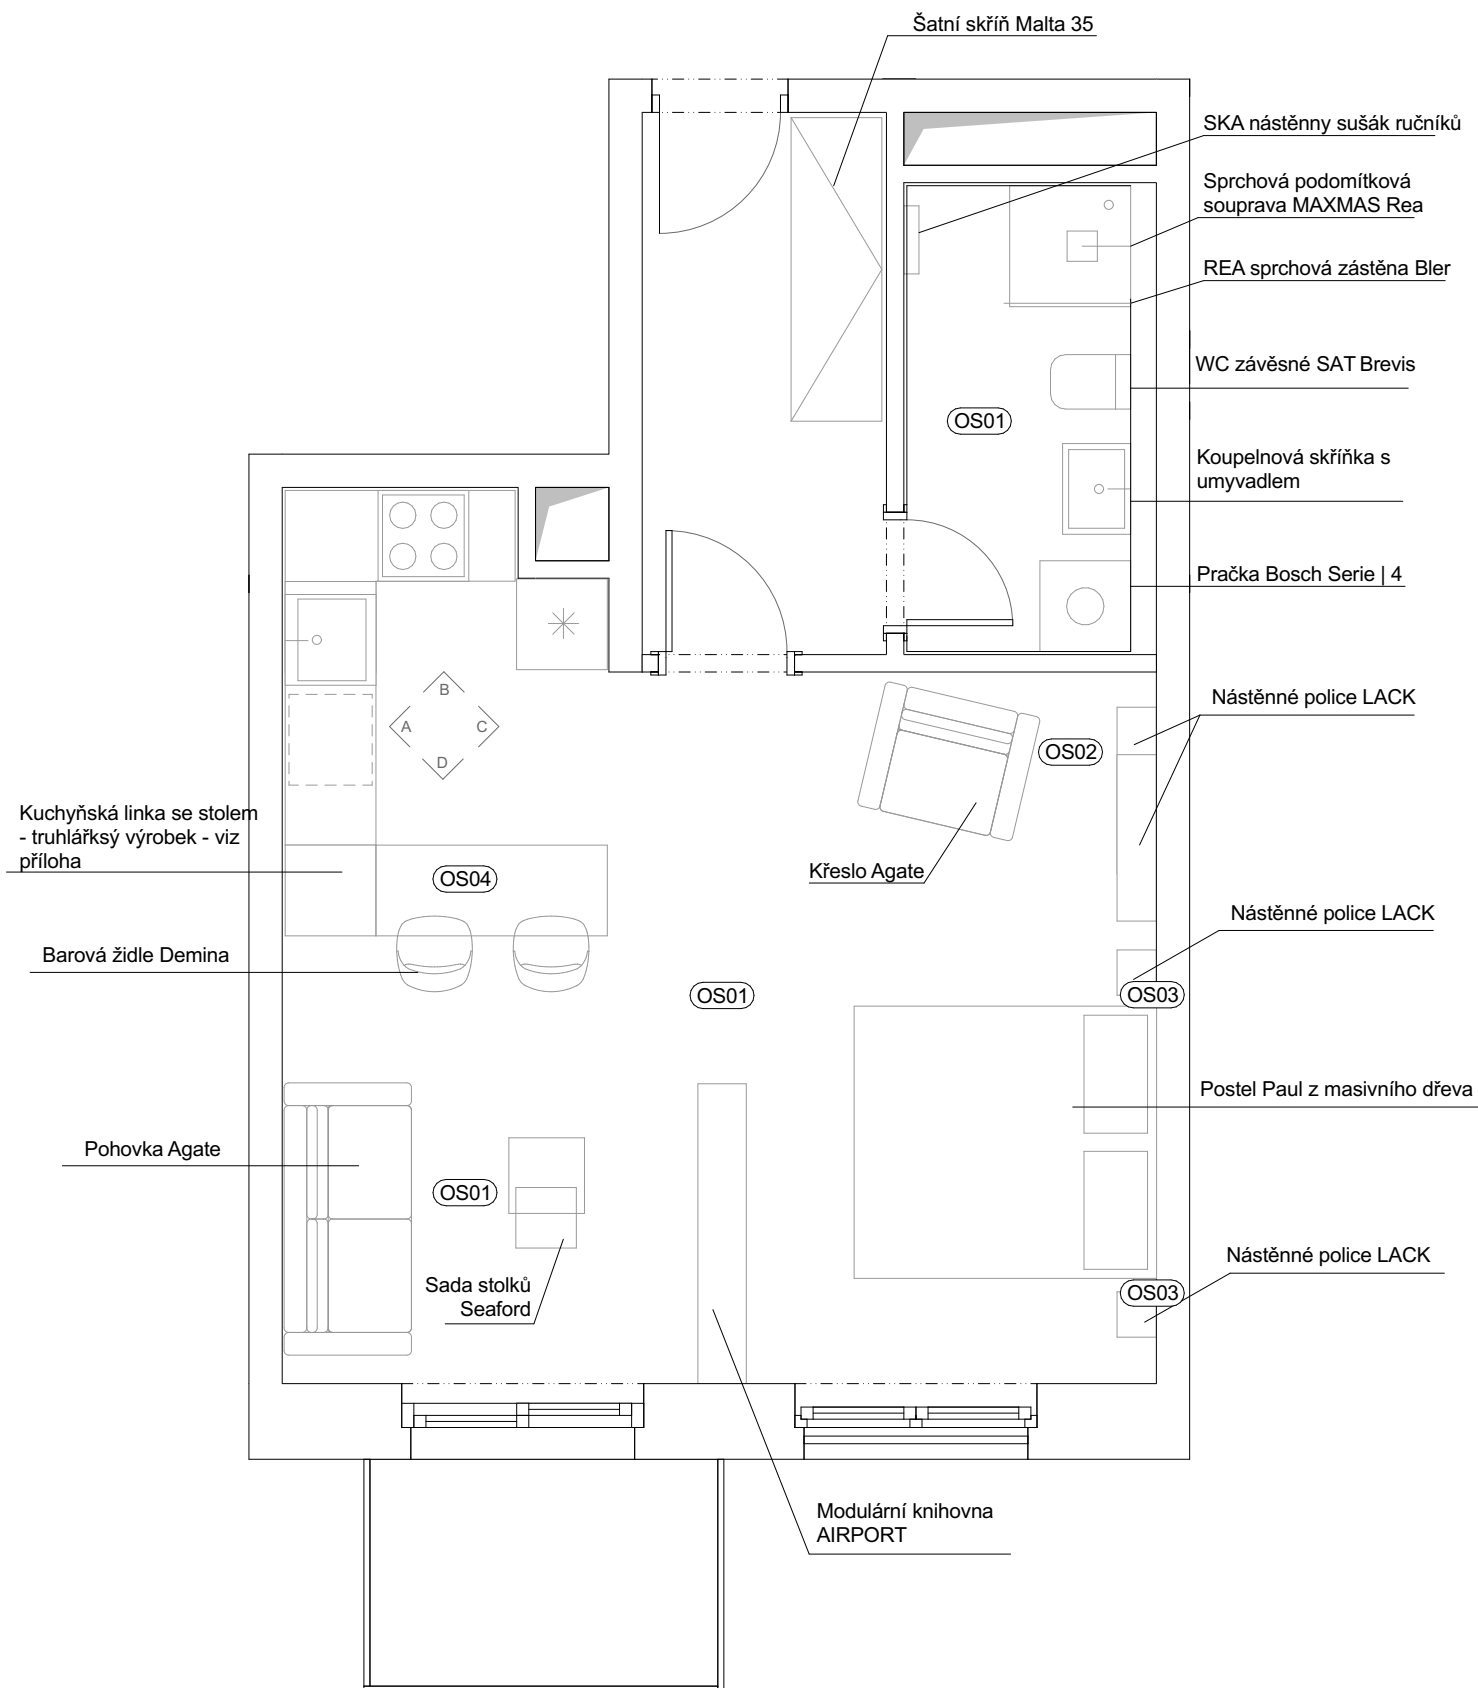 Šatní skříň Malta 35
SKA nástěnny sušák ručníků
Sprchová podomítková
souprava MAXMAS Rea
REA sprchová zástěna Bler
WC závěsné SAT Brevis
OS01
Koupelnová skříňka s
umyvadlem
Pračka Bosch Serie | 4
B
A
C
D
Nástěnné police LACK
OS02
Kuchyňská linka se stolem
- truhlářksý výrobek - viz
příloha
OS04
Křeslo Agate
Nástěnné police LACK
Barová židle Demina
OS01
OS03
Postel Paul z masivního dřeva
Pohovka Agate
OS01
Sada stolků
Seaford
Nástěnné police LACK
OS03
Modulární knihovna
AIRPORT